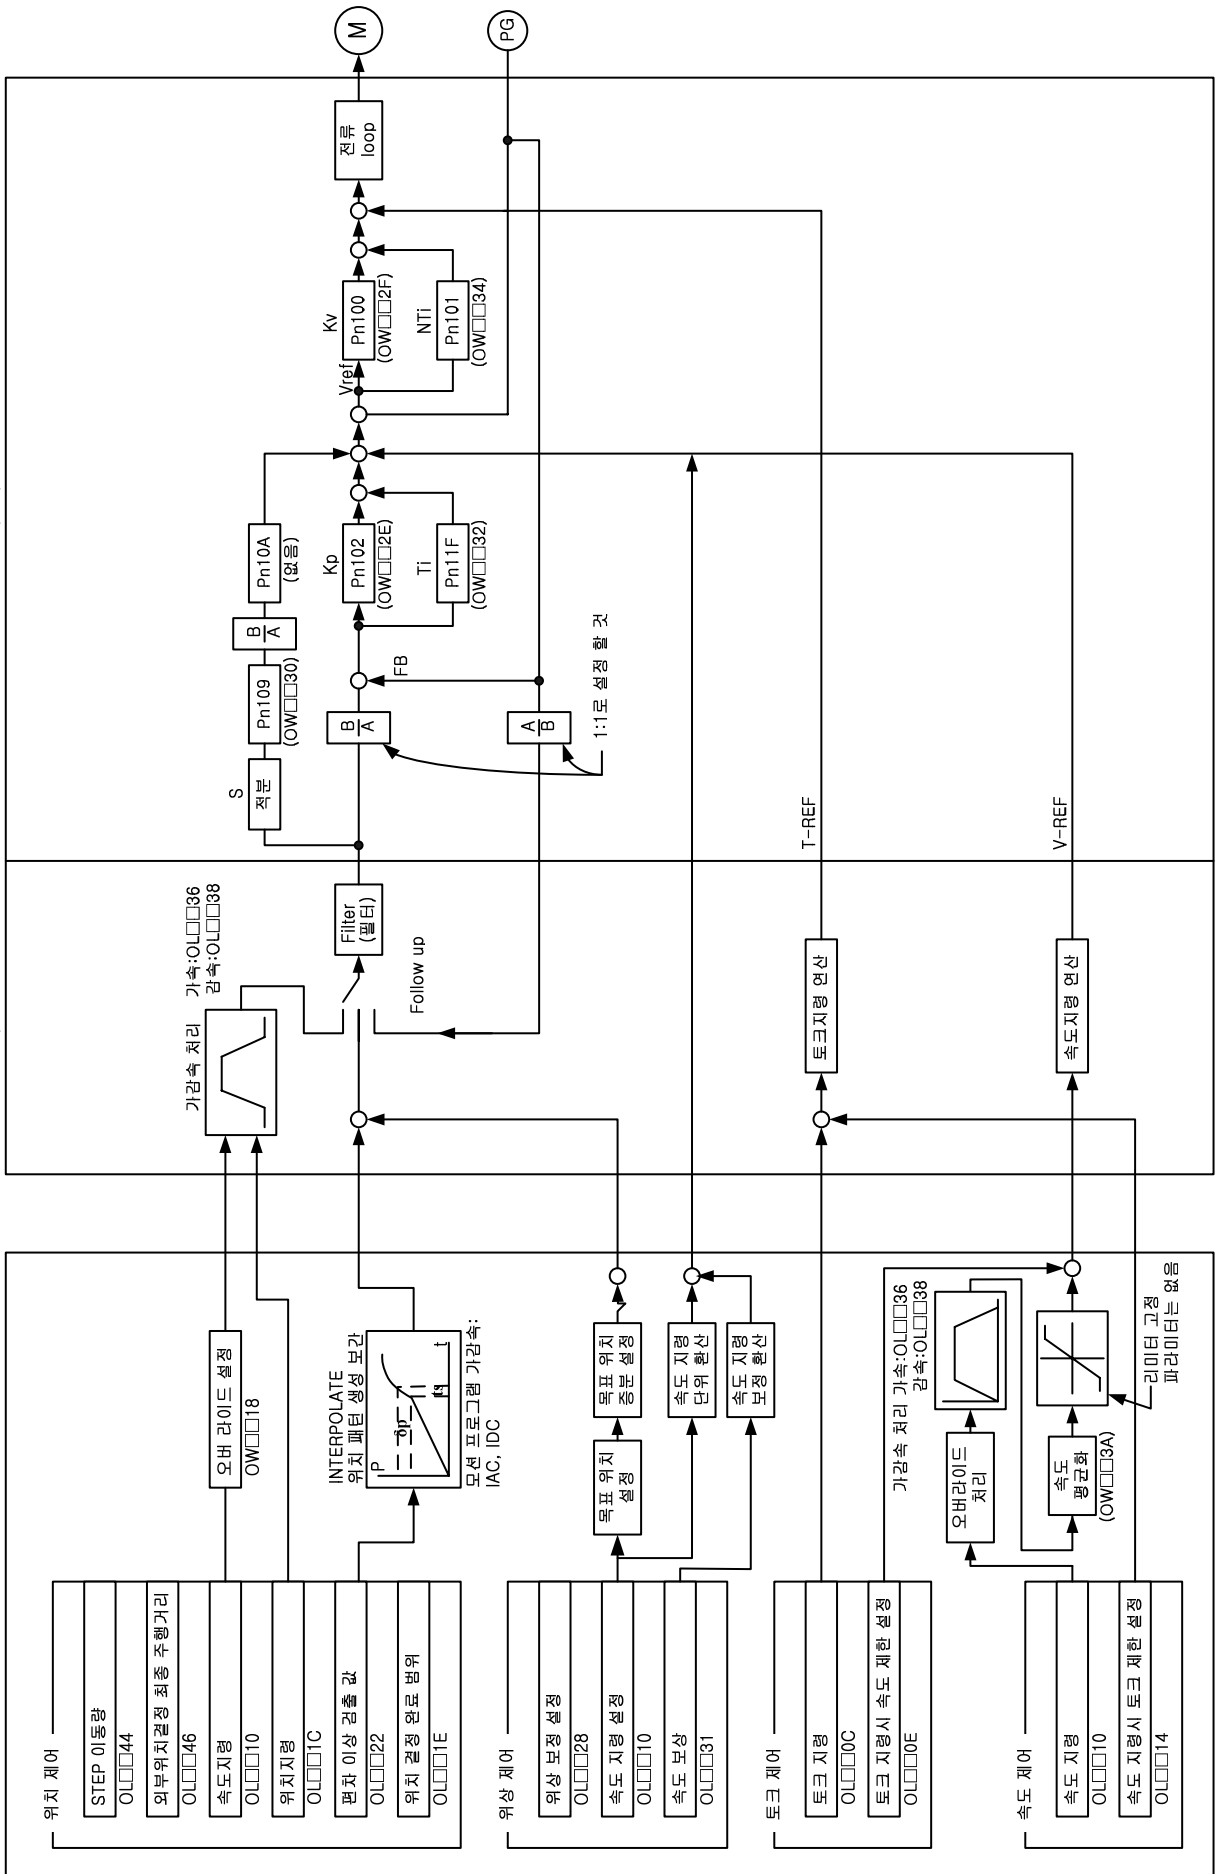 위치 제어
STEP 이동량
OL□□44
외부위치결정 최종 주행거리
OL□□46
속도지령
OL□□10
위치지령
OL□□1C
편차 이상 검출 값
OL□□22
위치 결정 완료 범위
OL□□1E
오버 라이드 설정
OW□□18
INTERPOLATE
위치 패턴 생성 보간
P
δp
ts
t
모션 프로그램 가감속:
IAC, IDC
가감속 처리
가속:OL□□36
감속:OL□□38
Filter
(필터)
Follow up
S
적분
Pn109
(OW□□30)
B
A
Pn10A
(없음)
B
A
FB
Kp
Pn102
(OW□□2E)
Ti
Pn11F
(OW□□32)
A
B
1:1로 설정 할 것
Vref
Kv
Pn100
(OW□□2F)
NTi
Pn101
(OW□□34)
전류
loop
M
PG
위상 제어
위상 보정 설정
OL□□28
속도 지령 설정
OL□□10
속도 보상
OL□□31
목표 위치
설정
목표 위치
증분 설정
속도 지령
단위 환산
속도 지령
보정 환산
토크 제어
토크 지령
OL□□0C
토크 지령시 속도 제한 설정
OL□□0E
토크지령 연산
T-REF
속도 제어
속도 지령
OL□□10
속도 지령시 토크 제한 설정
OL□□14
오버라이드
처리
가감속 처리 가속:OL□□36
감속:OL□□38
속도
평균화
(OW□□3A)
리미터 고정
파라미터는 없음
속도지령 연산
V-REF